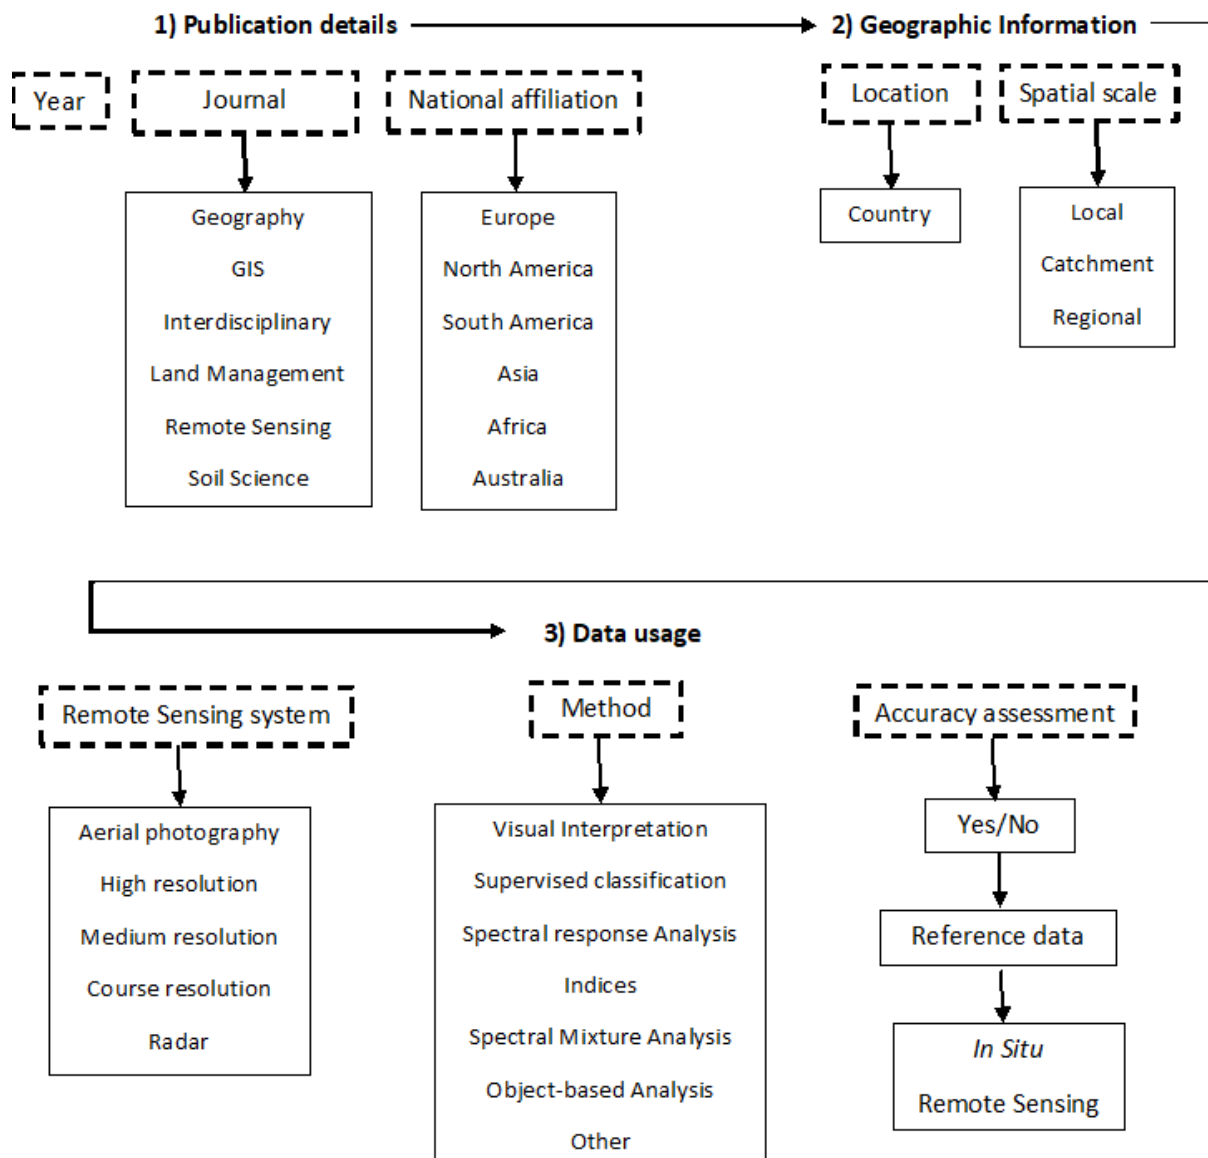 1) Publication details
2) Geographic Information
Year
Journal
National affiliation
Location
Spatial scale
Geography
GIS
Interdisciplinary
Land Management
Remote Sensing
Soil Science
Europe
North America
South America
Asia
Africa
Australia
Country
Local
Catchment
Regional
3) Data usage
Remote Sensing system
Method
Accuracy assessment
Aerial photography
High resolution
Medium resolution
Course resolution
Radar
Visual Interpretation
Supervised classification
Spectral response Analysis
Indices
Spectral Mixture Analysis
Object-based Analysis
Other
Yes/No
Reference data
In Situ
Remote Sensing